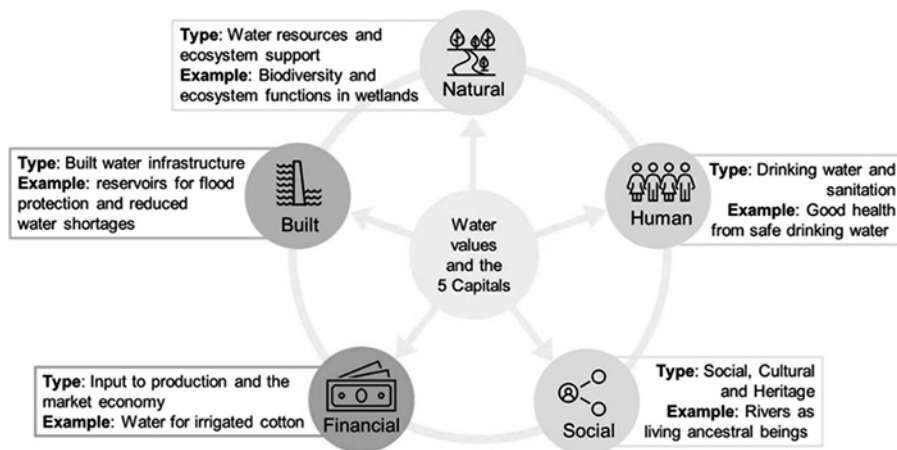 Type: Water resources and
ecosystem support
Example: Biodiversity and
ecosystem functions in wetlands
Natural
Type: Built water infrastructure
Example: reservoirs for flood
protection and reduced
water shortages
Built
Water
values
and the
5 Capitals
Human
Type: Drinking water and
sanitation
Example: Good health
from safe drinking water
Type: Input to production and the
market economy
Example: Water for irrigated cotton
Financial
Social
Type: Social, Cultural
and Heritage
Example: Rivers as
living ancestral beings